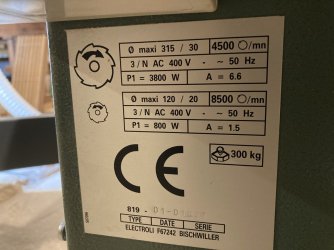 Ø maxi 315 / 30 4500 /mn
3 / N AC 400 V - ~ 50 Hz
P1 = 3800 W A = 6.6
Ø maxi 120 / 20 8500 /mn
3 / N AC 400 V - ~ 50 Hz
P1 = 800 W A = 1.5
CE 300 kg
819 -
TYPE DATE SERIE
ELECTROLI F67242 BISCHWILLER